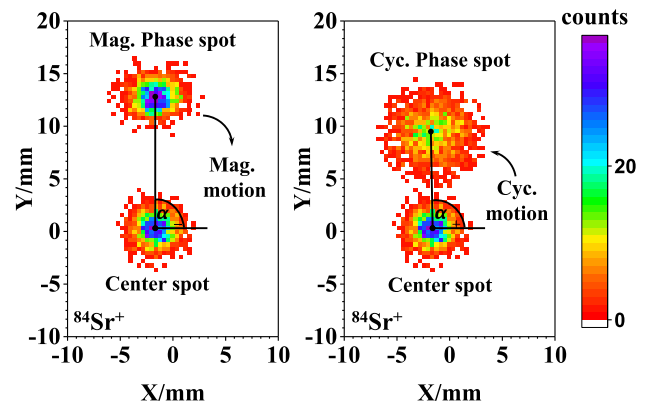 counts
20
0
Y/mm
20
15
10
5
0
-5
-10
Mag. Phase spot
Mag.
motion
α −
Center spot
⁸⁴Sr⁺
-10
-5
0
5
10
X/mm
Y/mm
20
15
10
5
0
-5
-10
Cyc. Phase spot
Cyc.
motion
α +
Center spot
⁸⁴Sr⁺
-10
-5
0
5
10
X/mm